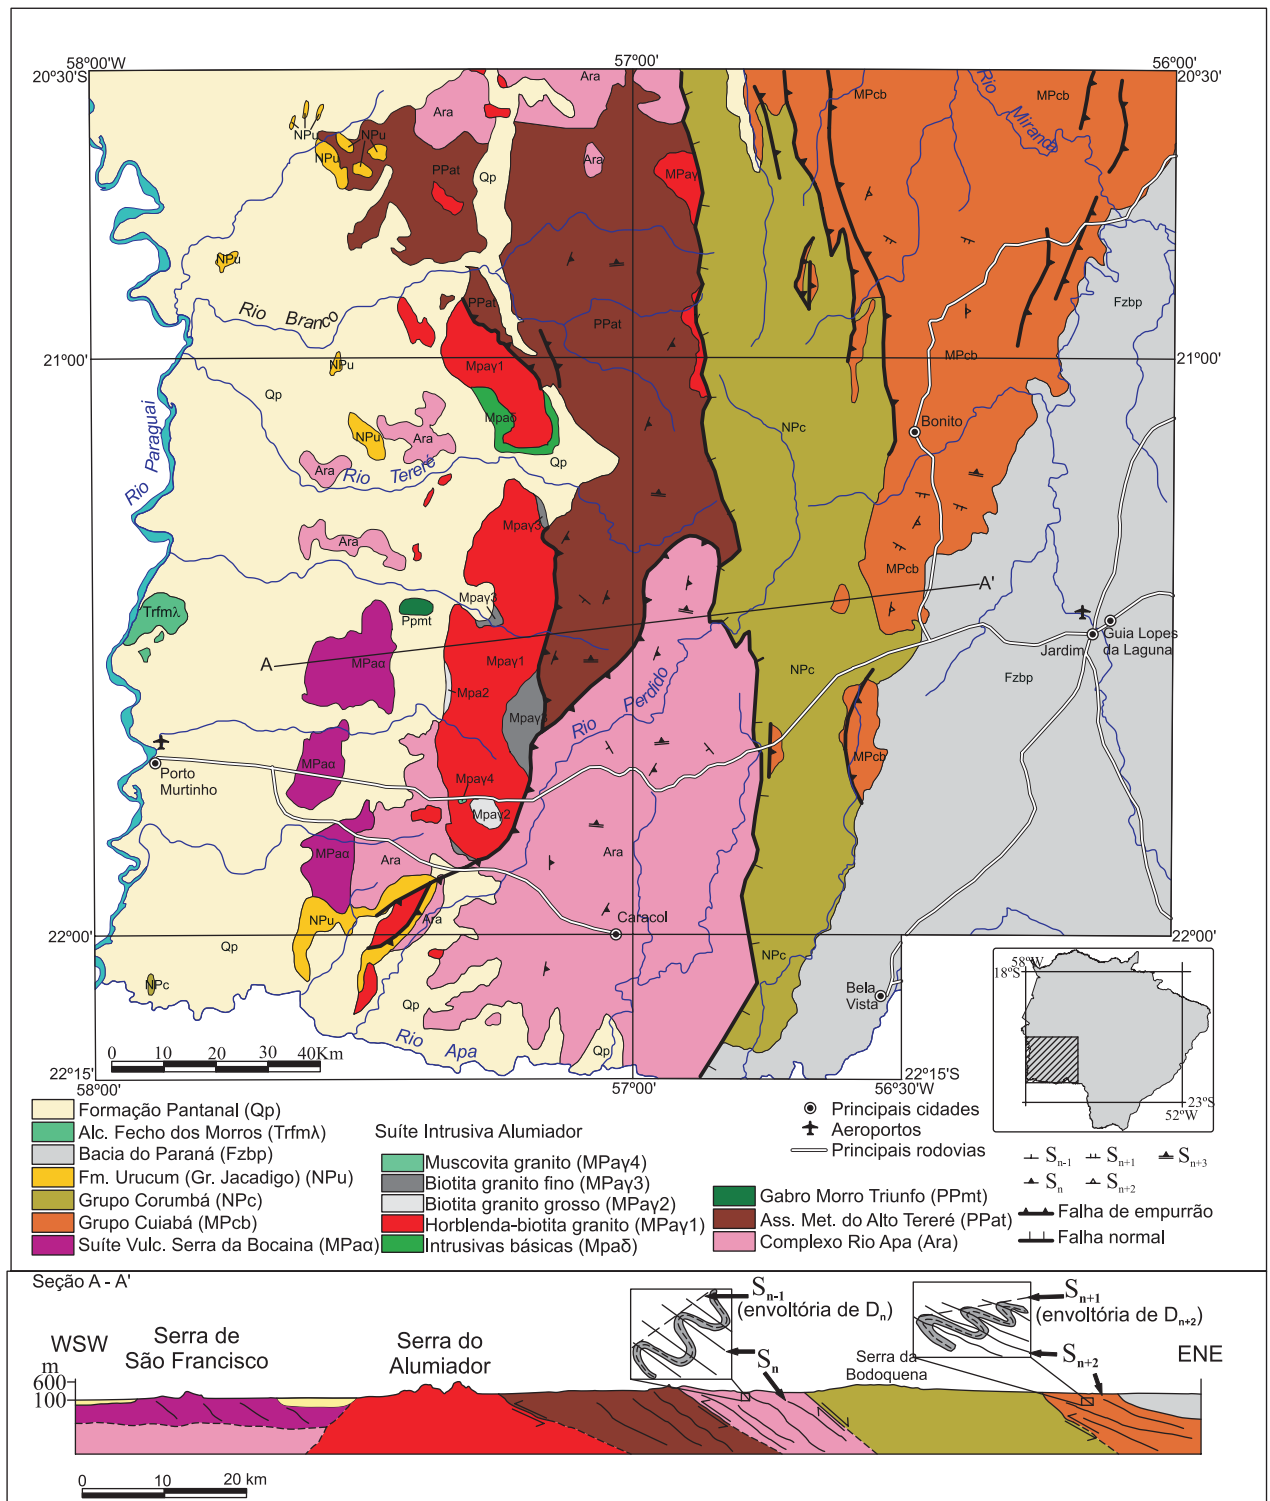 58°00'W
57°00'
56°00'
20°30'S
20°30'
Ara
MPcb
MPcb
Rio Miranda
Ara
NPu
NPu
NPu
PPat
Qp
Ara
MPaγ
NPu
Fzbp
PPat
Rio Branco
PPat
21°00'
21°00'
NPu
Mpaγ1
MPcb
Qp
Mpaδ
NPc
Bonito
Rio Paraguai
NPu
Ara
Qp
Ara
Rio Tereré
Mpaγ3
Ara
MPcb
Mpaγ3
A'
Trfmλ
Ppmt
Guia Lopes
da Laguna
Jardim
A
MPaα
Mpaγ1
NPc
Fzbp
Mpa2
Rio Perdido
Mpaγ3
Porto
Murtinho
MPaα
Mpaγ4
MPcb
Mpaγ2
MPaα
Ara
Ara
NPu
Ara
Caracol
22°00'
22°00'
Qp
NPc
NPc
Bela
Vista
Qp
Rio Apa
Qp
58°W
18°S
23°S
52°W
0 10 20 30 40Km
22°15'
22°15'S
58°00'
57°00'
56°30'W
Formação Pantanal (Qp)
Alc. Fecho dos Morros (Trfmλ)
Bacia do Paraná (Fzbp)
Fm. Urucum (Gr. Jacadigo) (NPu)
Grupo Corumbá (NPc)
Grupo Cuiabá (MPcb)
Suíte Vulc. Serra da Bocaina (MPaα)
Suíte Intrusiva Alumiador
Muscovita granito (MPaγ4)
Biotita granito fino (MPaγ3)
Biotita granito grosso (MPaγ2)
Horblenda-biotita granito (MPaγ1)
Intrusivas básicas (Mpaδ)
Gabro Morro Triunfo (PPmt)
Ass. Met. do Alto Tereré (PPat)
Complexo Rio Apa (Ara)
Principais cidades
Aeroportos
Principais rodovias
Sn-1 Sn+1 Sn+3
Sn Sn+2
Falha de empurrão
Falha normal
Seção A - A'
Sn-1
(envoltória de Dn)
Sn
Sn+1
(envoltória de Dn+2)
Sn+2
WSW
Serra de
São Francisco
Serra do
Alumiador
Serra da
Bodoquena
ENE
m
600
100
0 10 20 km